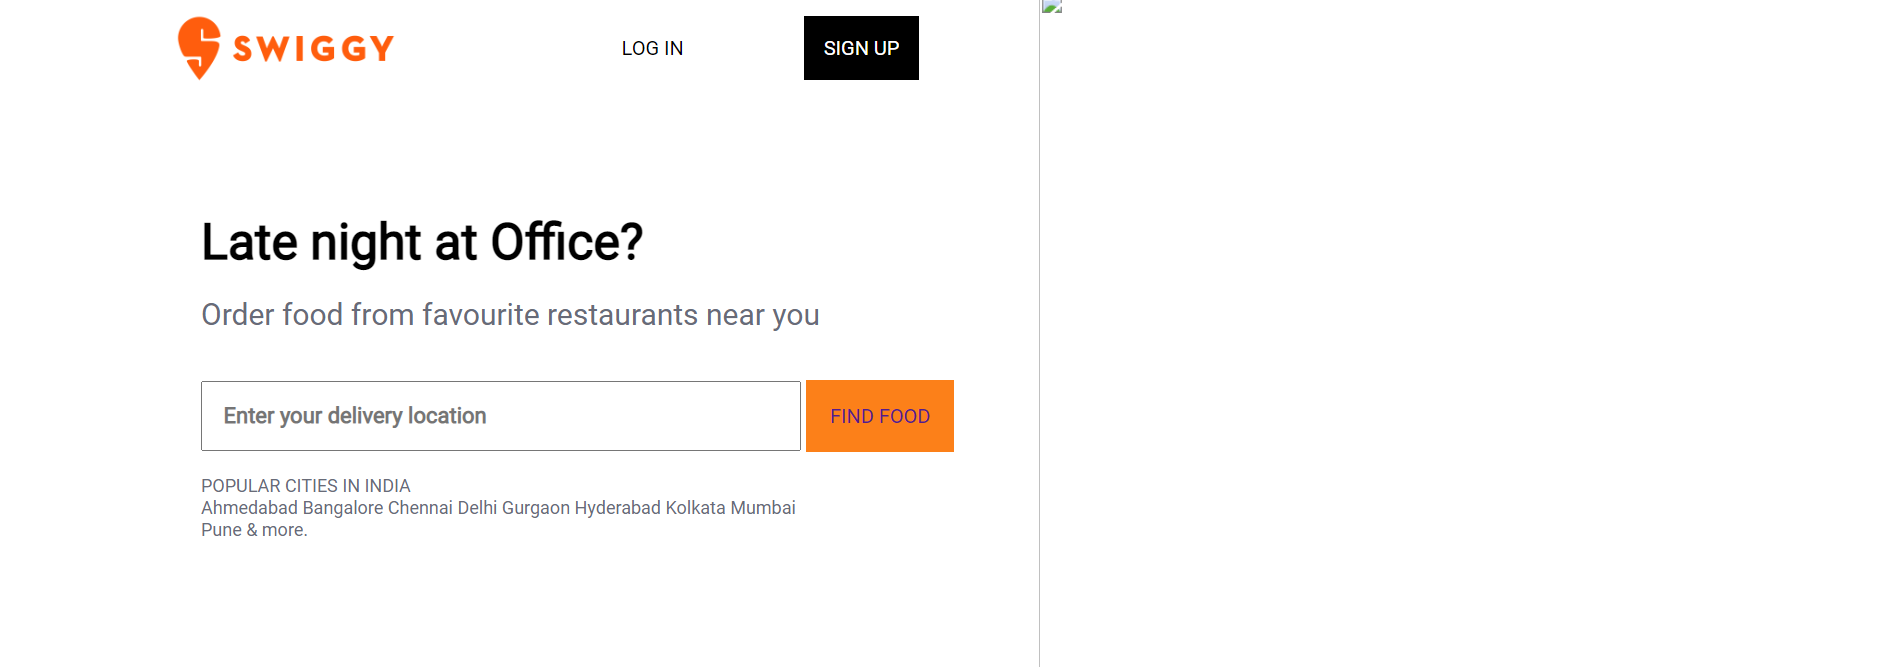 SWIGGY
LOG IN
SIGN UP
Late night at Office?
Order food from favourite restaurants near you
Enter your delivery location
FIND FOOD
POPULAR CITIES IN INDIA
Ahmedabad Bangalore Chennai Delhi Gurgaon Hyderabad Kolkata Mumbai
Pune & more.